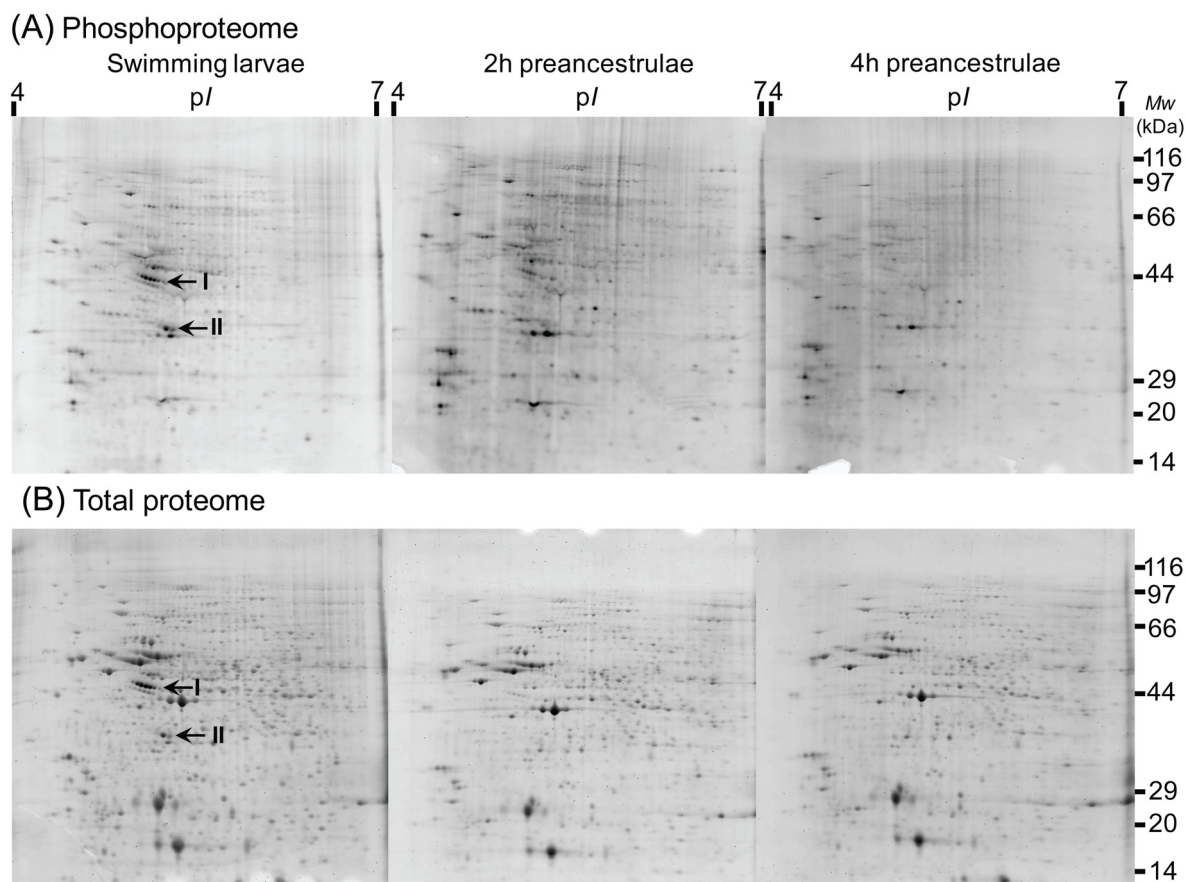 (A) Phosphoproteome
Swimming larvae 2h preancestrulae 4h preancestrulae
4 pI 7 4 pI 7 4 pI 7 Mw
(kDa)
116
97
66
44
I
II
29
20
14
(B) Total proteome
116
97
66
44
I
II
29
20
14